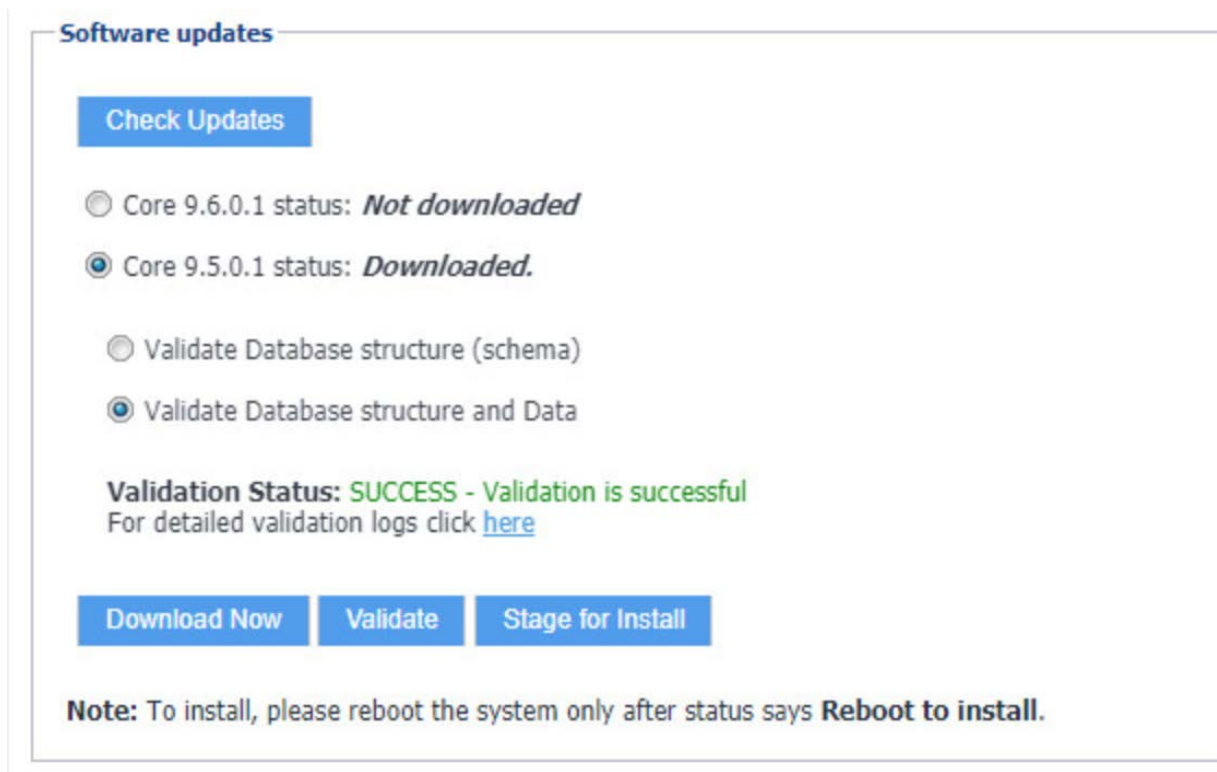 Software updates
Check Updates
Core 9.6.0.1 status: Not downloaded
Core 9.5.0.1 status: Downloaded.
Validate Database structure (schema)
Validate Database structure and Data
Validation Status: SUCCESS - Validation is successful
For detailed validation logs click here
Download Now Validate Stage for Install
Note: To install, please reboot the system only after status says Reboot to install.